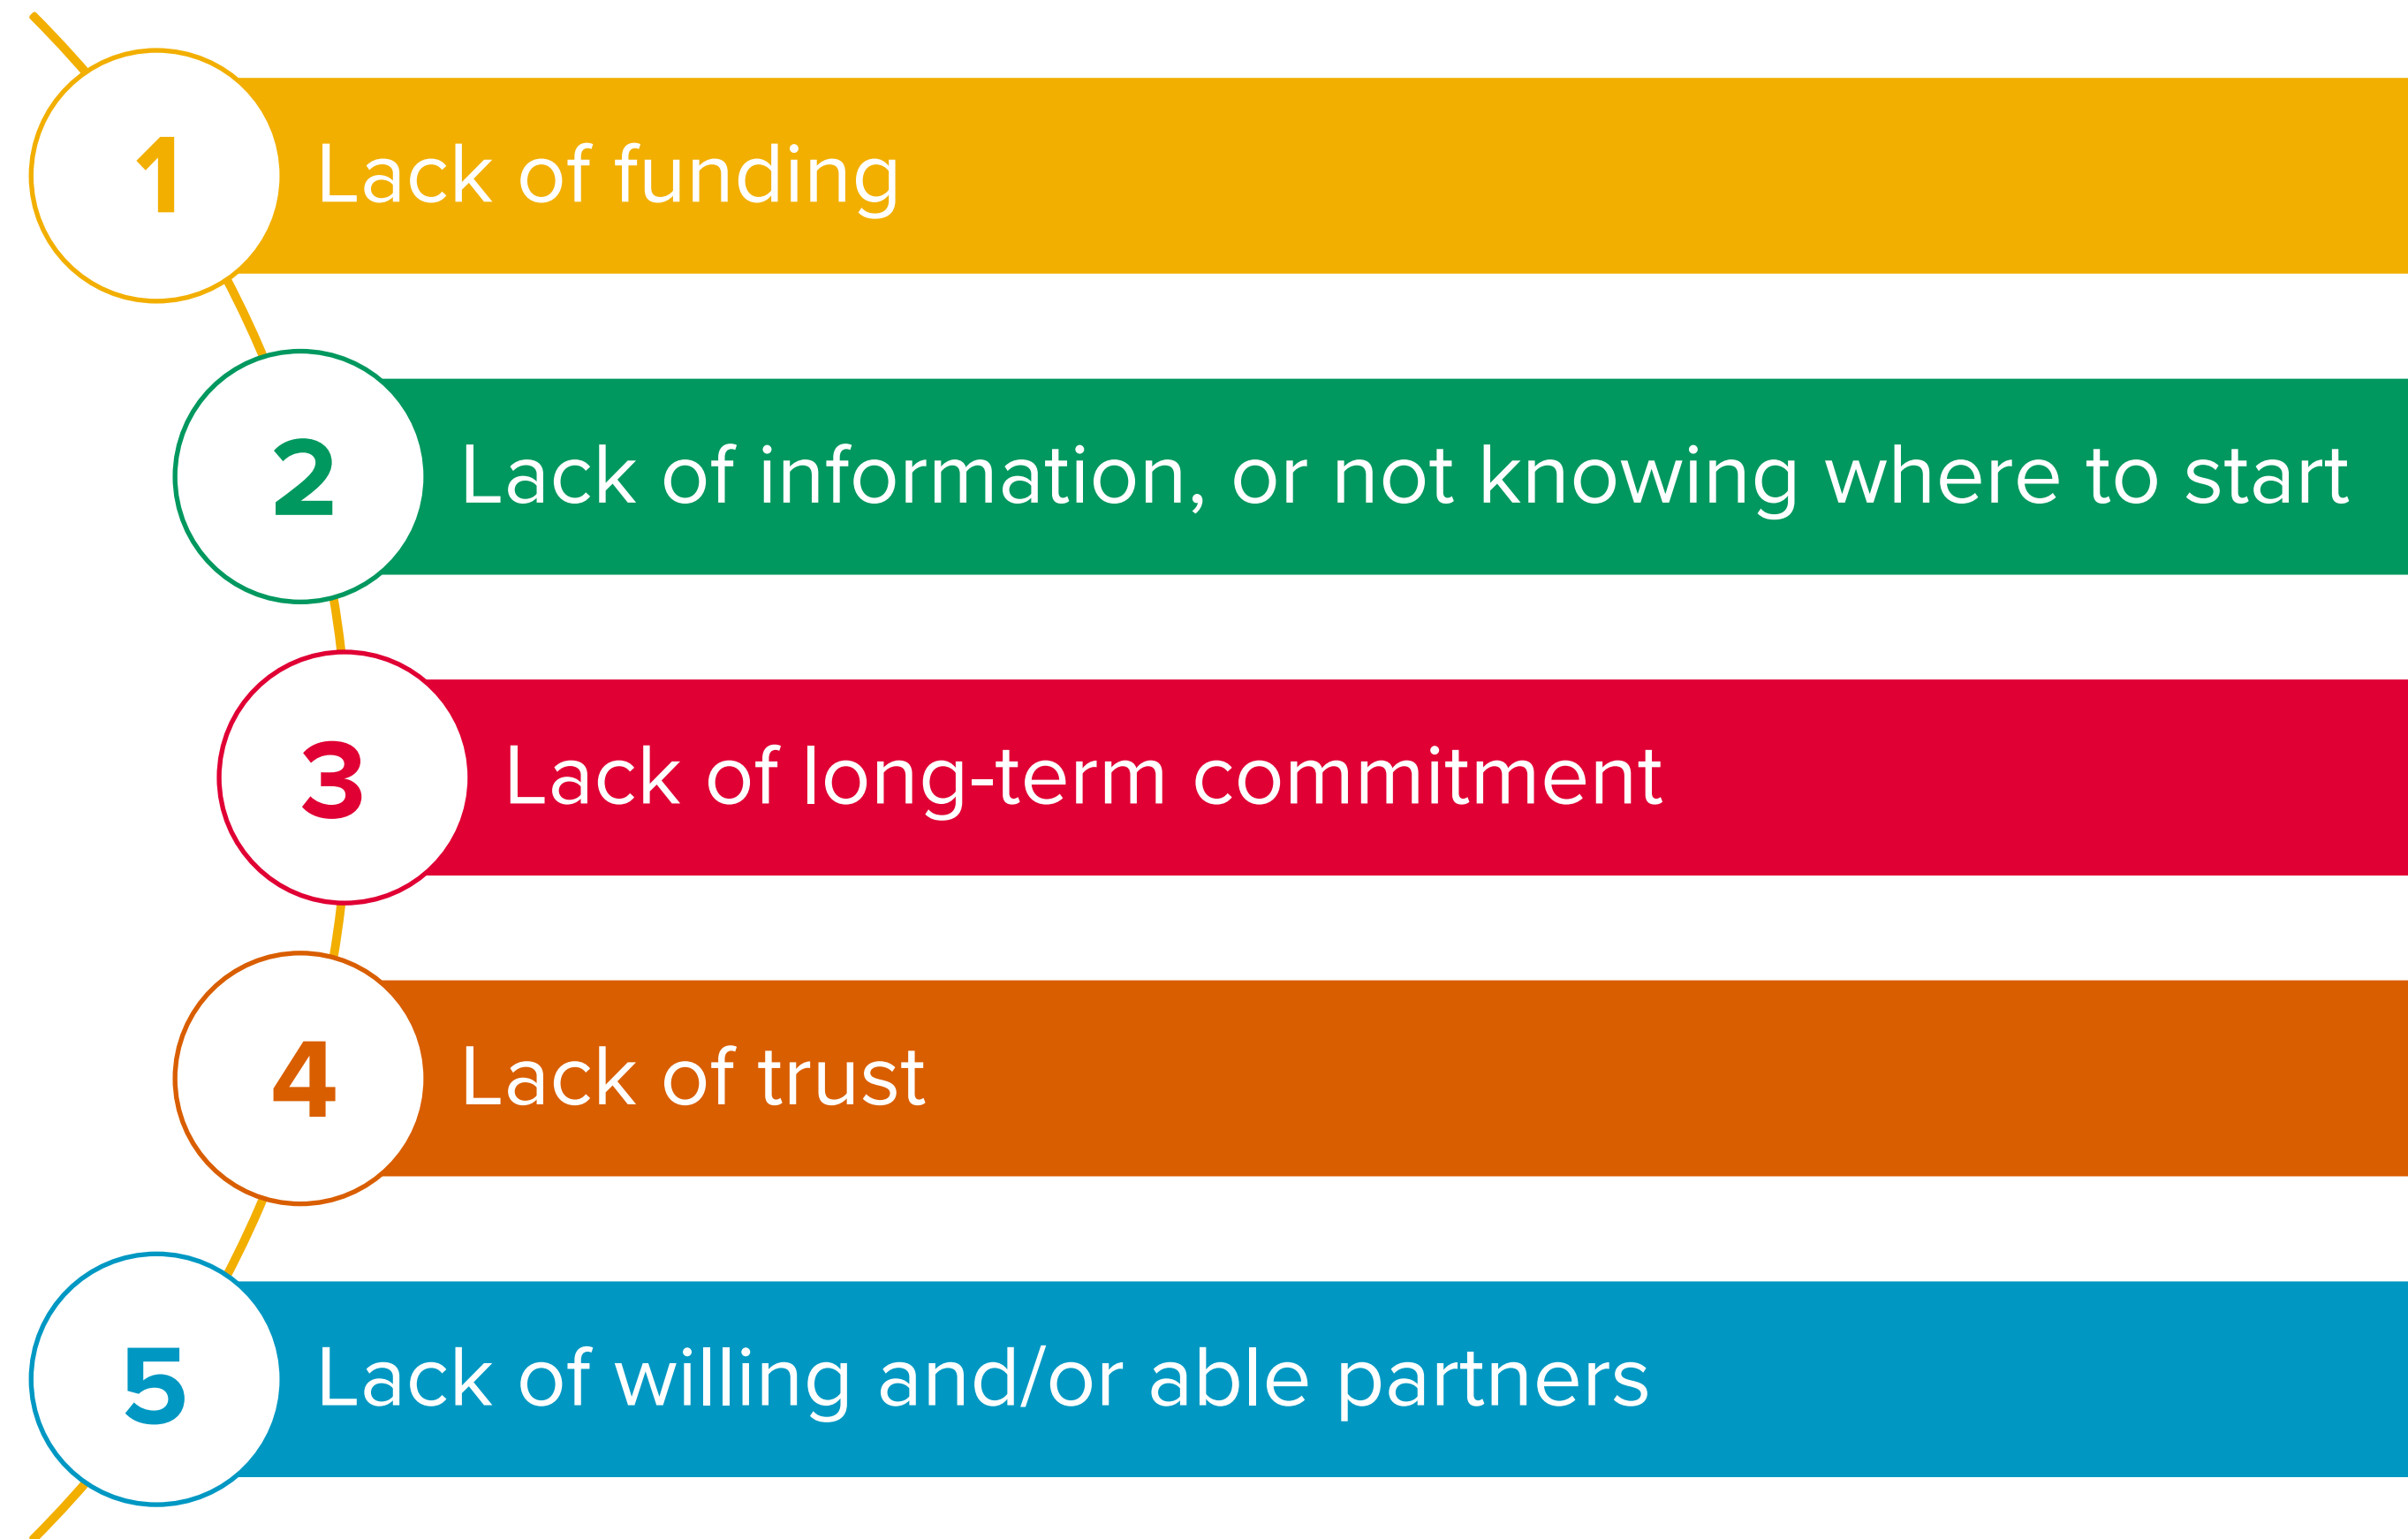 1
Lack of funding
2
Lack of information, or not knowing where to start
3
Lack of long-term commitment
4
Lack of trust
5
Lack of willing and/or able partners